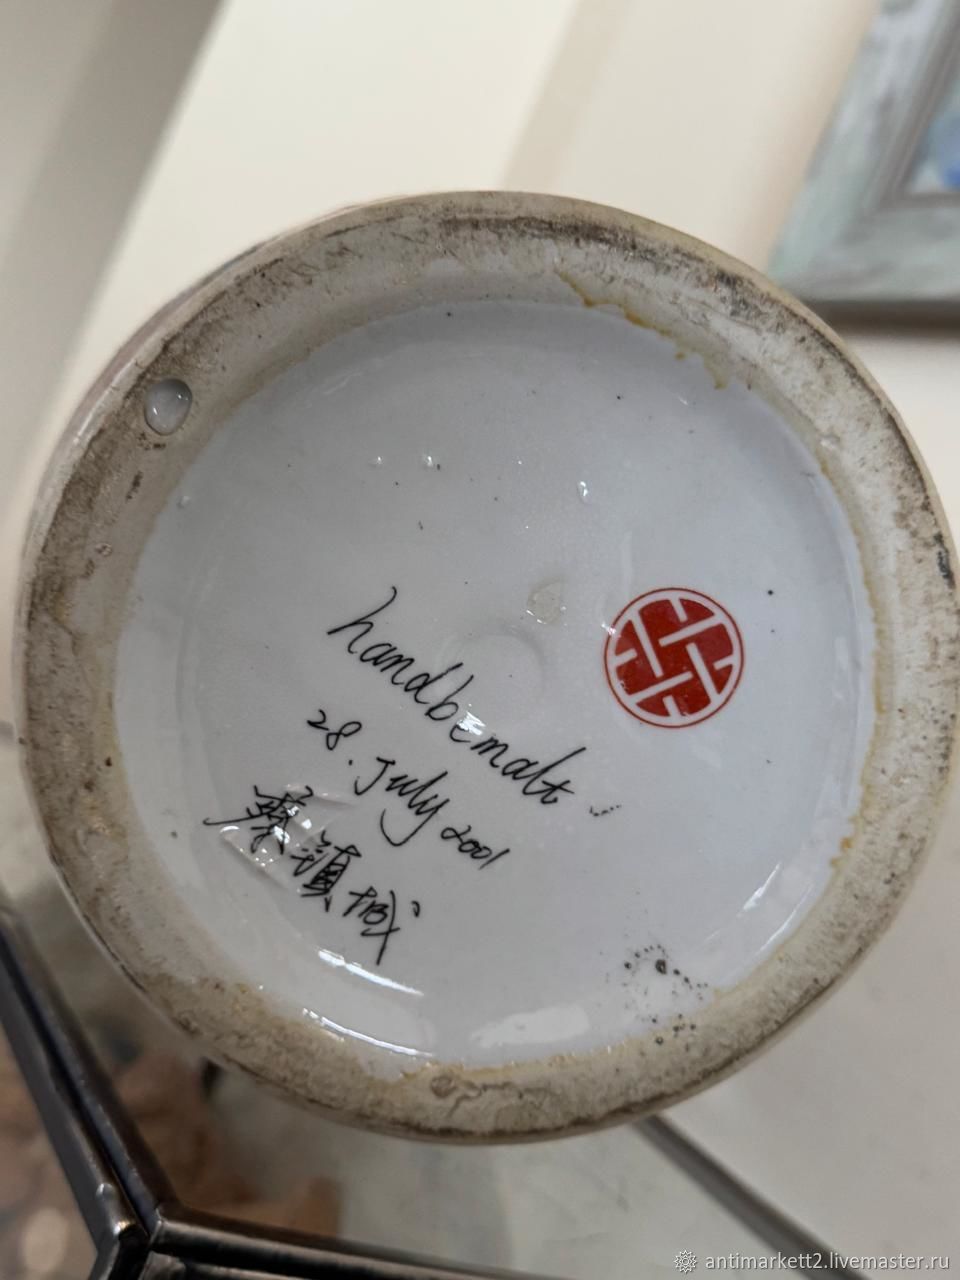 handbemalt
28. July 2001
antimarkett2.livemaster.ru